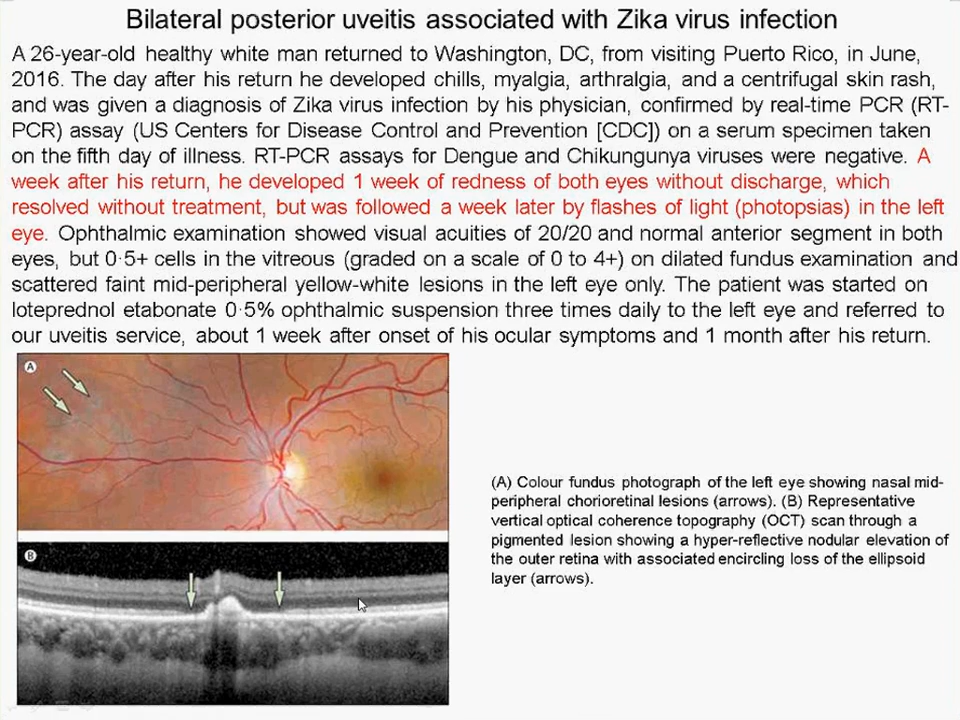 Bilateral posterior uveitis associated with Zika virus infection
A 26-year-old healthy white man returned to Washington, DC, from visiting Puerto Rico, in June,
2016. The day after his return he developed chills, myalgia, arthralgia, and a centrifugal skin rash,
and was given a diagnosis of Zika virus infection by his physician, confirmed by real-time PCR (RT-
PCR) assay (US Centers for Disease Control and Prevention [CDC]) on a serum specimen taken
on the fifth day of illness. RT-PCR assays for Dengue and Chikungunya viruses were negative. A
week after his return, he developed 1 week of redness of both eyes without discharge, which
resolved without treatment, but was followed a week later by flashes of light (photopsias) in the left
eye. Ophthalmic examination showed visual acuities of 20/20 and normal anterior segment in both
eyes, but 0·5+ cells in the vitreous (graded on a scale of 0 to 4+) on dilated fundus examination and
scattered faint mid-peripheral yellow-white lesions in the left eye only. The patient was started on
loteprednol etabonate 0·5% ophthalmic suspension three times daily to the left eye and referred to
our uveitis service, about 1 week after onset of his ocular symptoms and 1 month after his return.
A
B
(A) Colour fundus photograph of the left eye showing nasal mid-
peripheral chorioretinal lesions (arrows). (B) Representative
vertical optical coherence topography (OCT) scan through a
pigmented lesion showing a hyper-reflective nodular elevation of
the outer retina with associated encircling loss of the ellipsoid
layer (arrows).